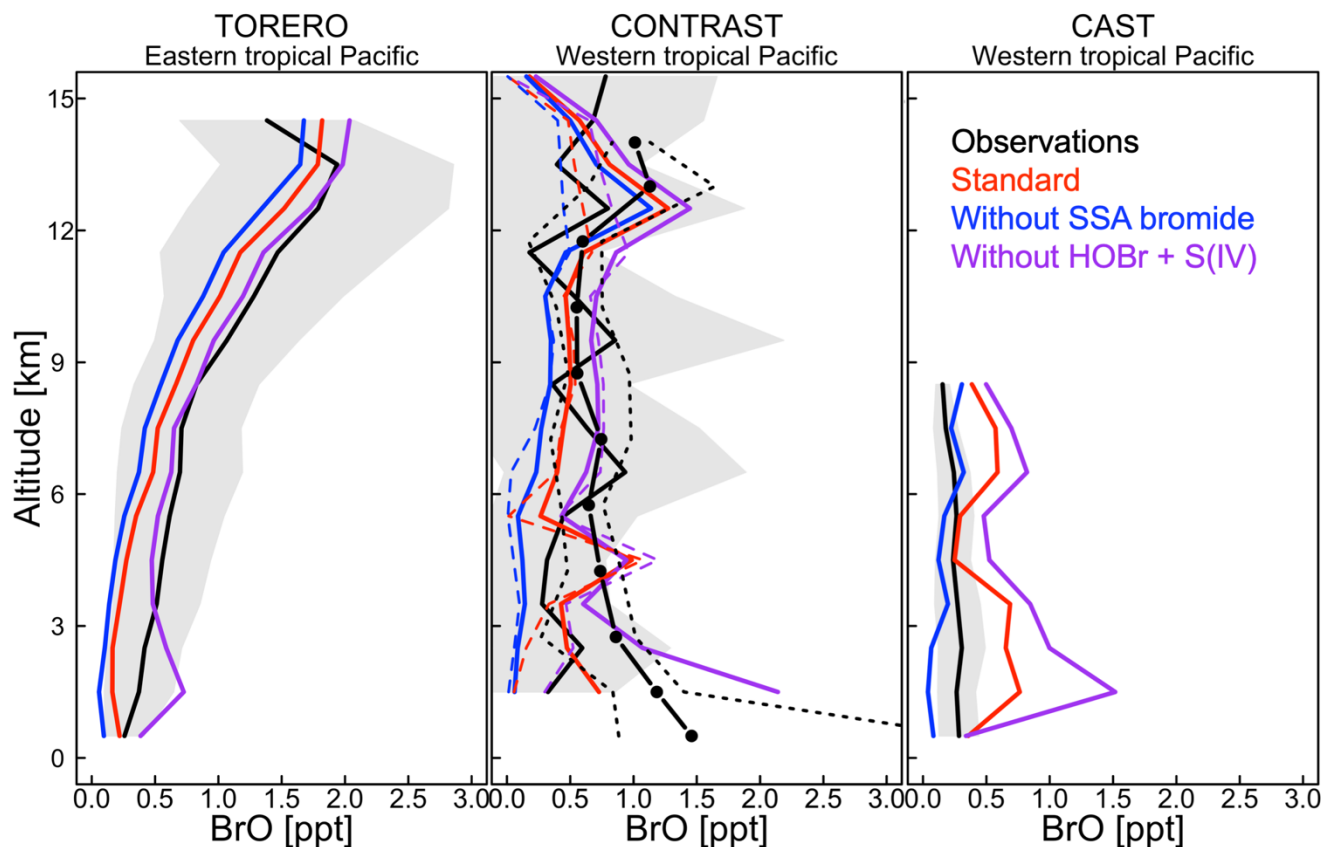 TORERO
Eastern tropical Pacific
CONTRAST
Western tropical Pacific
CAST
Western tropical Pacific
Observations
Standard
Without SSA bromide
Without HOBr + S(IV)
Altitude [km]
15
12
9
6
3
0
0.0 0.5 1.0 1.5 2.0 2.5 3.0
0.0 0.5 1.0 1.5 2.0 2.5 3.0
0.0 0.5 1.0 1.5 2.0 2.5 3.0
BrO [ppt]
BrO [ppt]
BrO [ppt]